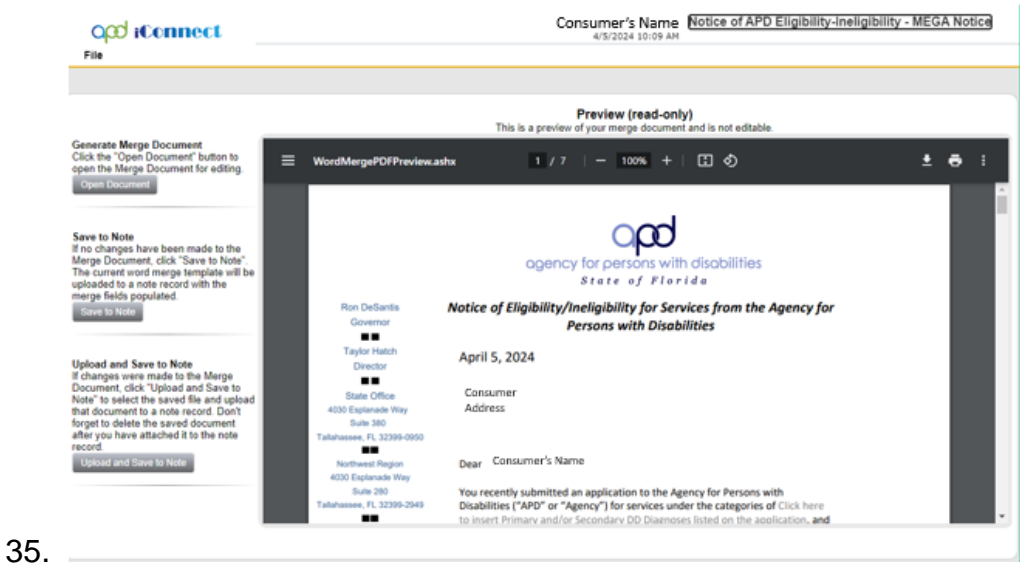 apd iConnect
Consumer's Name Notice of APD Eligibility-Ineligibility - MEGA Notice
4/5/2024 10:09 AM
File
Preview (read-only)
This is a preview of your merge document and is not editable.
Generate Merge Document
Click the "Open Document" button to
open the Merge Document for editing.
Open Document
Save to Note
If no changes have been made to the
Merge Document, click "Save to Note".
The current word merge template will be
uploaded to a note record with the
merge fields populated.
Save to Note
Upload and Save to Note
If changes were made to the Merge
Document, click "Upload and Save to
Note" to select the saved file and upload
that document to a note record. Don't
forget to delete the saved document
after you have attached it to the note
record.
Upload and Save to Note
WordMergePDFPreview.ashx 1 / 7 100%
apd
agency for persons with disabilities
State of Florida
Ron DeSantis
Governor
Taylor Hatch
Director
State Office
4030 Esplanade Way
Suite 380
Tallahassee, FL 32399-0950
Northwest Region
4030 Esplanade Way
Suite 280
Tallahassee, FL 32399-2949
Notice of Eligibility/Ineligibility for Services from the Agency for
Persons with Disabilities
April 5, 2024
Consumer
Address
Dear Consumer's Name
You recently submitted an application to the Agency for Persons with
Disabilities ("APD" or "Agency") for services under the categories of Click here
to insert Primary and/or Secondary DD Diagnoses listed on the application, and
35.